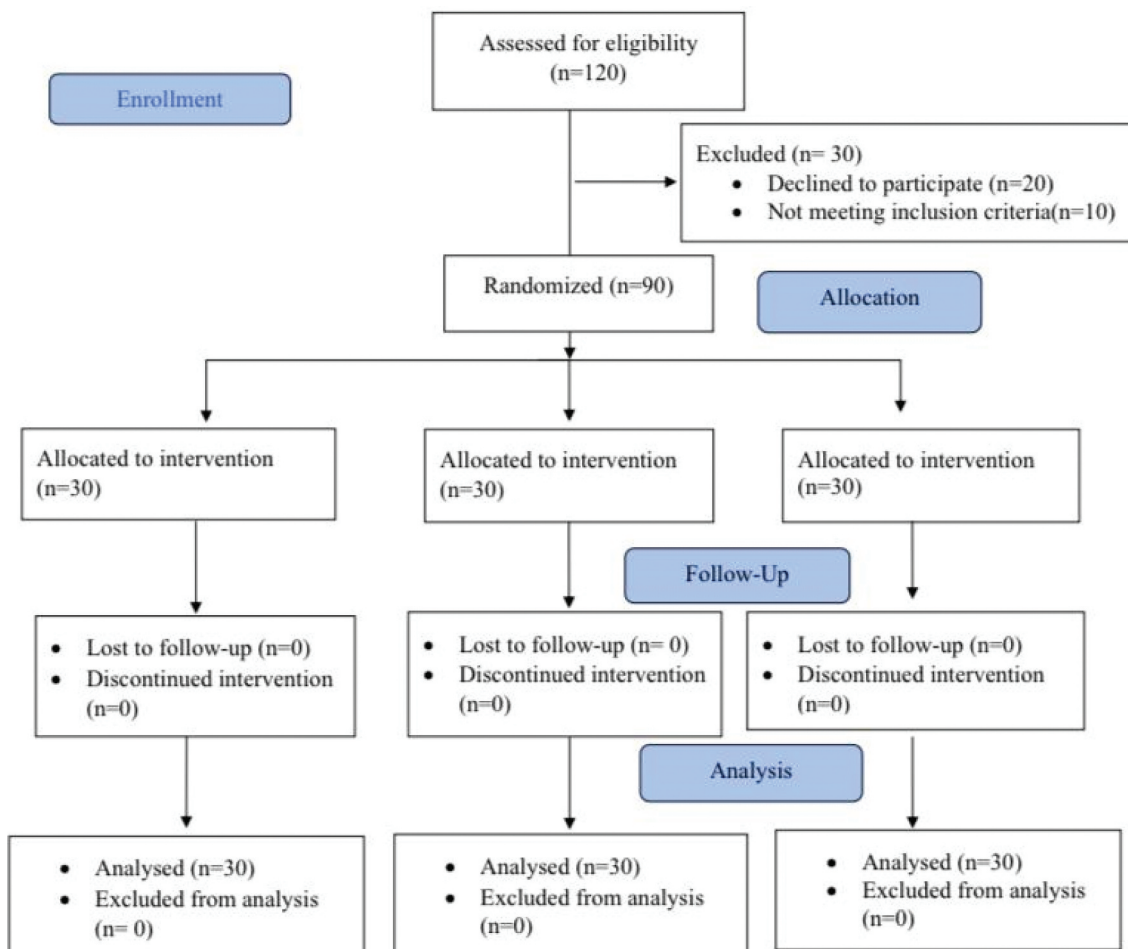 Assessed for eligibility
(n=120)
Enrollment
Excluded (n= 30)
• Declined to participate (n=20)
• Not meeting inclusion criteria(n=10)
Randomized (n=90)
Allocation
Allocated to intervention
(n=30)
Allocated to intervention
(n=30)
Allocated to intervention
(n=30)
Follow-Up
• Lost to follow-up (n=0)
• Discontinued intervention
(n=0)
• Lost to follow-up (n= 0)
• Discontinued intervention
(n=0)
• Lost to follow-up (n=0)
• Discontinued intervention
(n=0)
Analysis
• Analysed (n=30)
• Excluded from analysis
(n= 0)
• Analysed (n=30)
• Excluded from analysis
(n=0)
• Analysed (n=30)
• Excluded from analysis
(n=0)